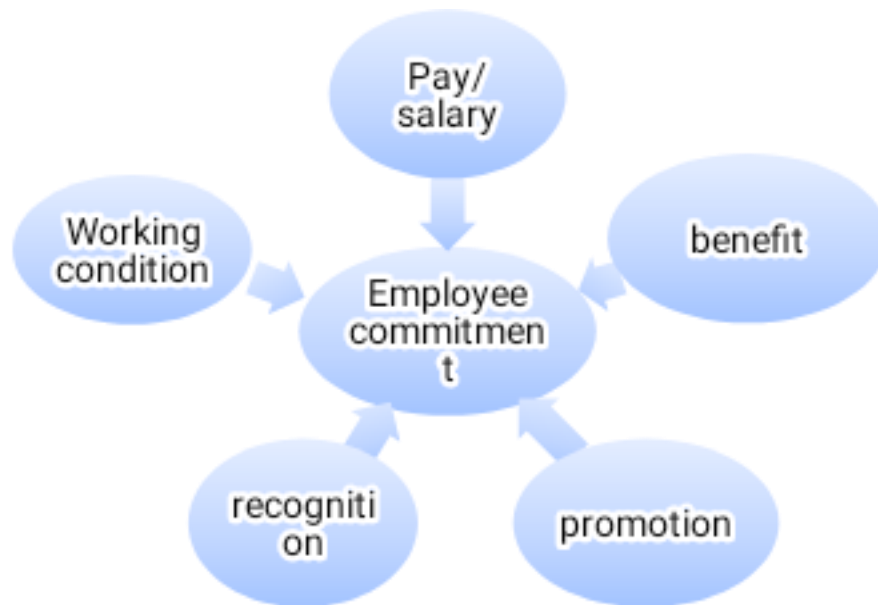 Pay/
salary
Working
condition
benefit
Employee
commitmen
t
recogniti
on
promotion